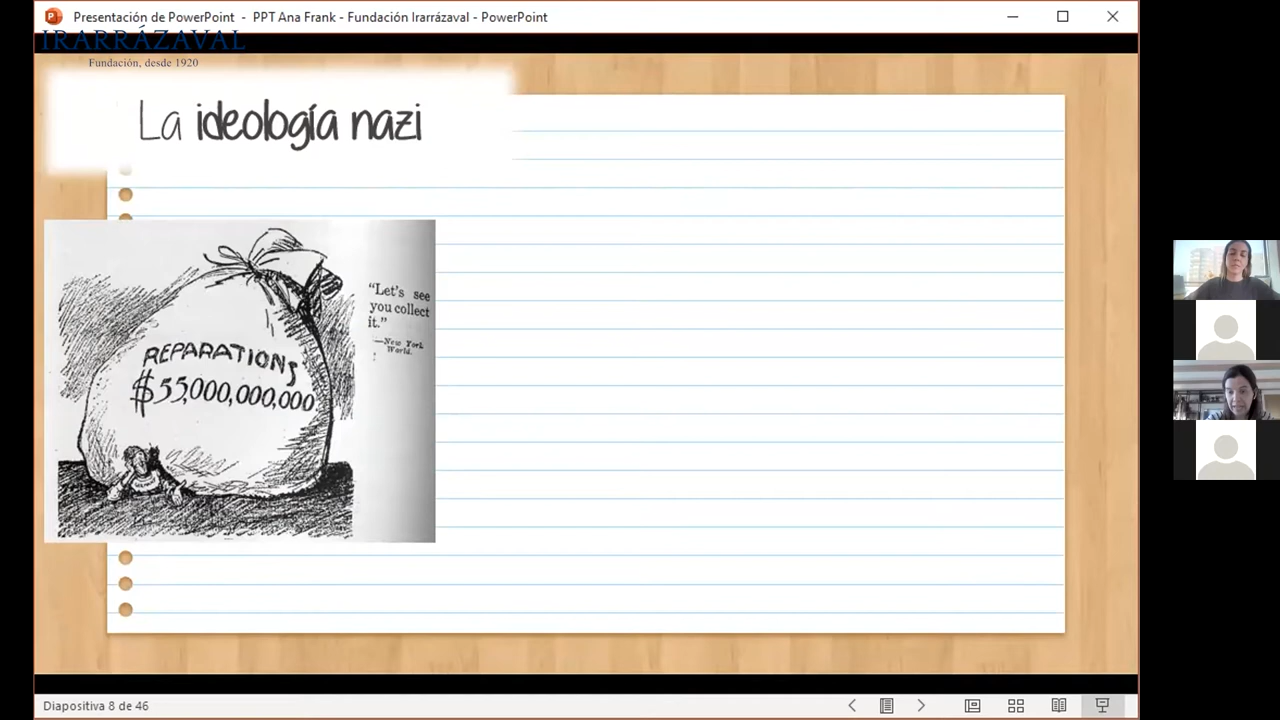 Presentación de PowerPoint - PPT Ana Frank - Fundación Irarrázaval - PowerPoint
IRARRÁZAVAL
Fundación, desde 1920
La ideología nazi
"Let's see
you collect
it."
—New York
World.
REPARATIONS
$55,000,000,000
Diapositiva 8 de 46